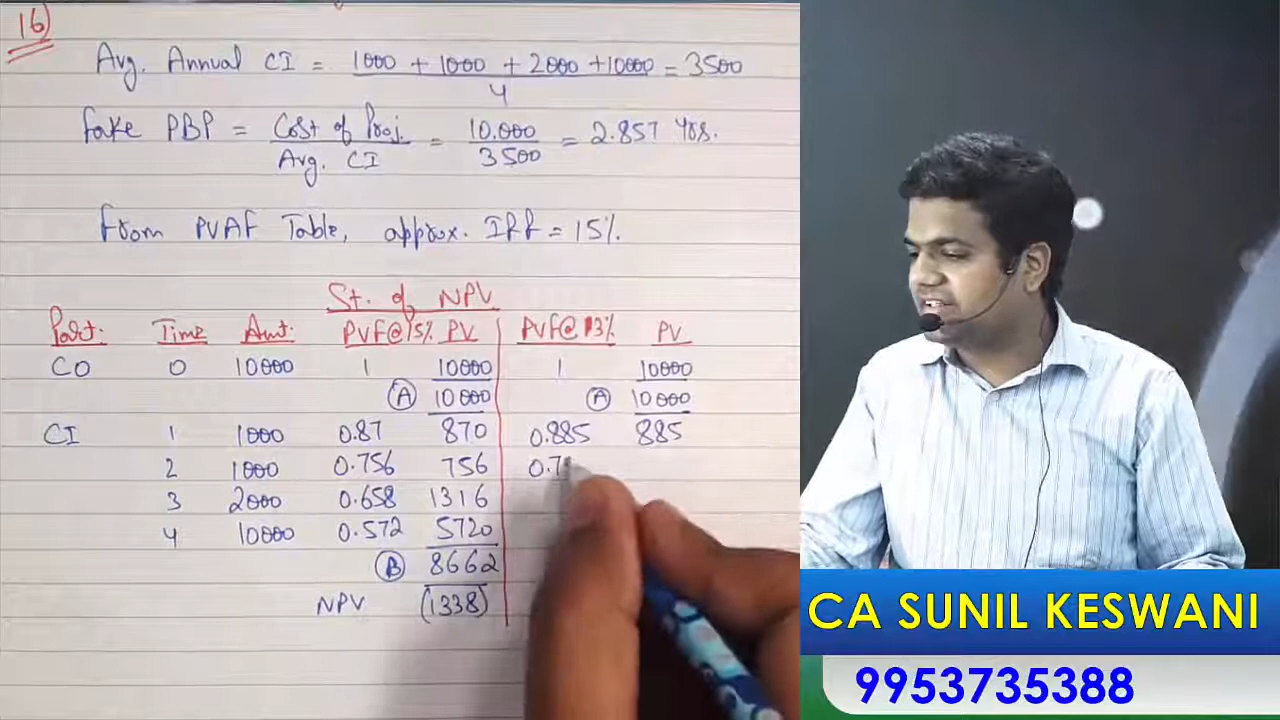 16)
Avg. Annual CI = 1000 + 1000 + 2000 + 10000 = 3500
4
fake PBP = Cost of Proj = 10.000 = 2.857 Yrs.
Avg. CI 3500
From PVAF Table, approx. IRR = 15%.
St. of NPV
Part. Time Amt. PVF@15% PV PVF@13% PV
CO 0 10000 1 10000 1 10000
A 10000 A 10000
CI 1 1000 0.87 870 0.885 885
2 1000 0.756 756 0.7
3 2000 0.658 1316
4 10000 0.572 5720
B 8662
NPV (1338)
CA SUNIL KESWANI
9953735388